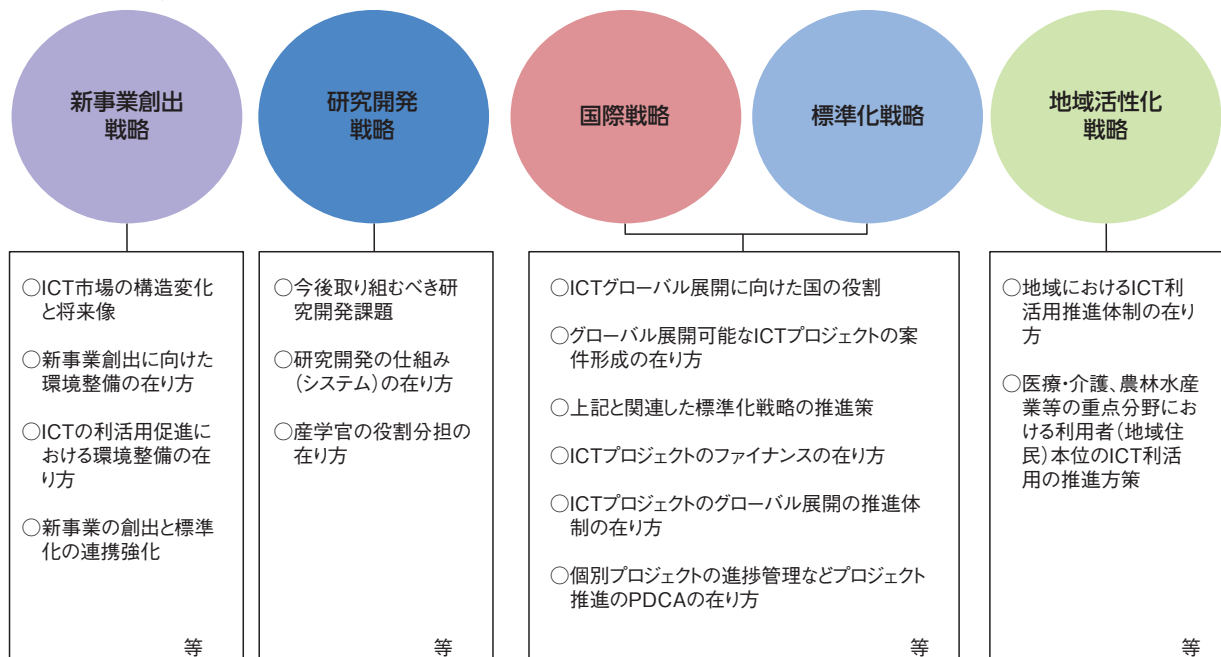 新事業創出
戦略
研究開発
戦略
国際戦略
標準化戦略
地域活性化
戦略
○ICT市場の構造変化
と将来像
○新事業創出に向けた
環境整備の在り方
○ICTの利活用促進に
おける環境整備の在
り方
○新事業の創出と標準
化の連携強化
等
○今後取り組むべき研
究開発課題
○研究開発の仕組み
（システム）の在り方
○産学官の役割分担の
在り方
等
○ICTグローバル展開に向けた国の役割
○グローバル展開可能なICTプロジェクトの案
件形成の在り方
○上記と関連した標準化戦略の推進策
○ICTプロジェクトのファイナンスの在り方
○ICTプロジェクトのグローバル展開の推進体
制の在り方
○個別プロジェクトの進捗管理などプロジェクト
推進のPDCAの在り方
等
○地域におけるICT利
活用推進体制の在り
方
○医療・介護、農林水産
業等の重点分野にお
ける利用者（地域住
民）本位のICT利活
用の推進方策
等